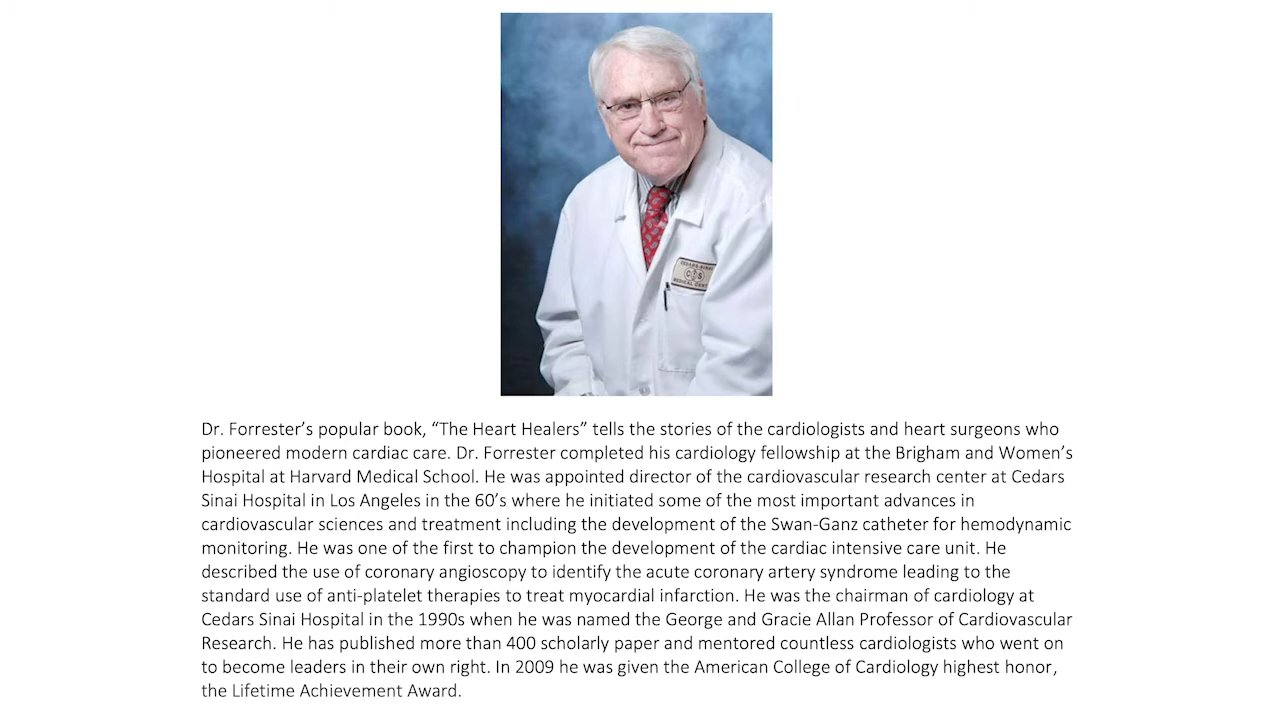 CEDARS-SINAI
MEDICAL CENT
Dr. Forrester’s popular book, “The Heart Healers” tells the stories of the cardiologists and heart surgeons who
pioneered modern cardiac care. Dr. Forrester completed his cardiology fellowship at the Brigham and Women’s
Hospital at Harvard Medical School. He was appointed director of the cardiovascular research center at Cedars
Sinai Hospital in Los Angeles in the 60’s where he initiated some of the most important advances in
cardiovascular sciences and treatment including the development of the Swan-Ganz catheter for hemodynamic
monitoring. He was one of the first to champion the development of the cardiac intensive care unit. He
described the use of coronary angioscopy to identify the acute coronary artery syndrome leading to the
standard use of anti-platelet therapies to treat myocardial infarction. He was the chairman of cardiology at
Cedars Sinai Hospital in the 1990s when he was named the George and Gracie Allan Professor of Cardiovascular
Research. He has published more than 400 scholarly paper and mentored countless cardiologists who went on
to become leaders in their own right. In 2009 he was given the American College of Cardiology highest honor,
the Lifetime Achievement Award.